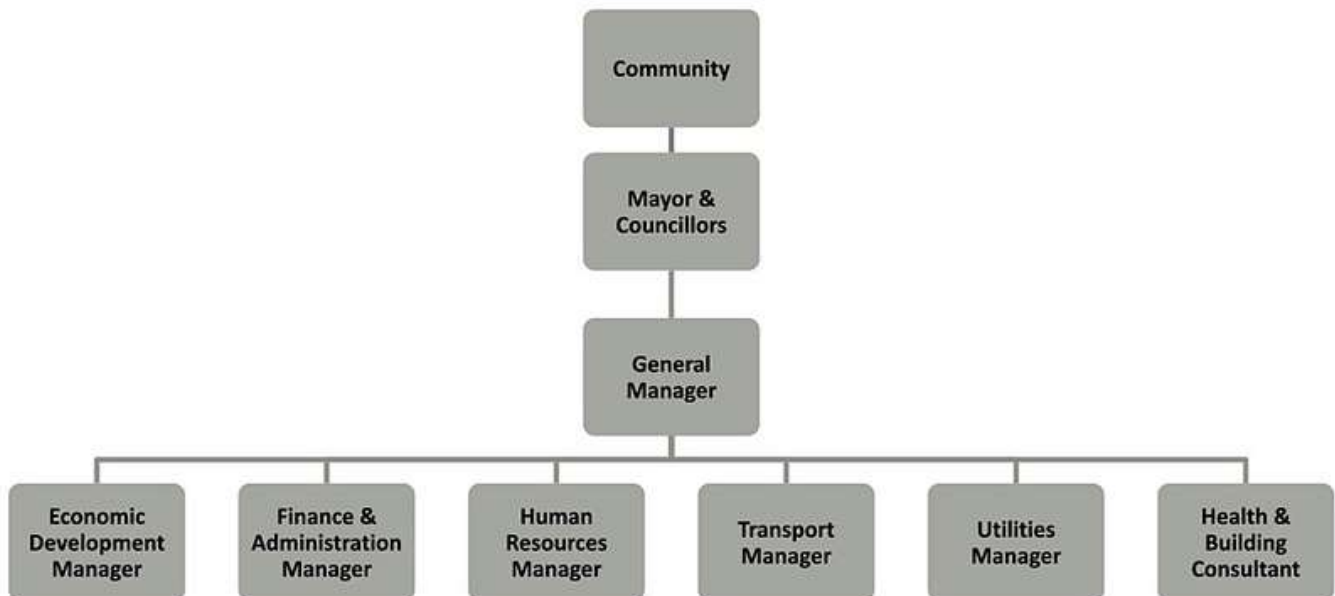 Community
Mayor &
Councillors
General
Manager
Economic
Development
Manager
Finance &
Administration
Manager
Human
Resources
Manager
Transport
Manager
Utilities
Manager
Health &
Building
Consultant